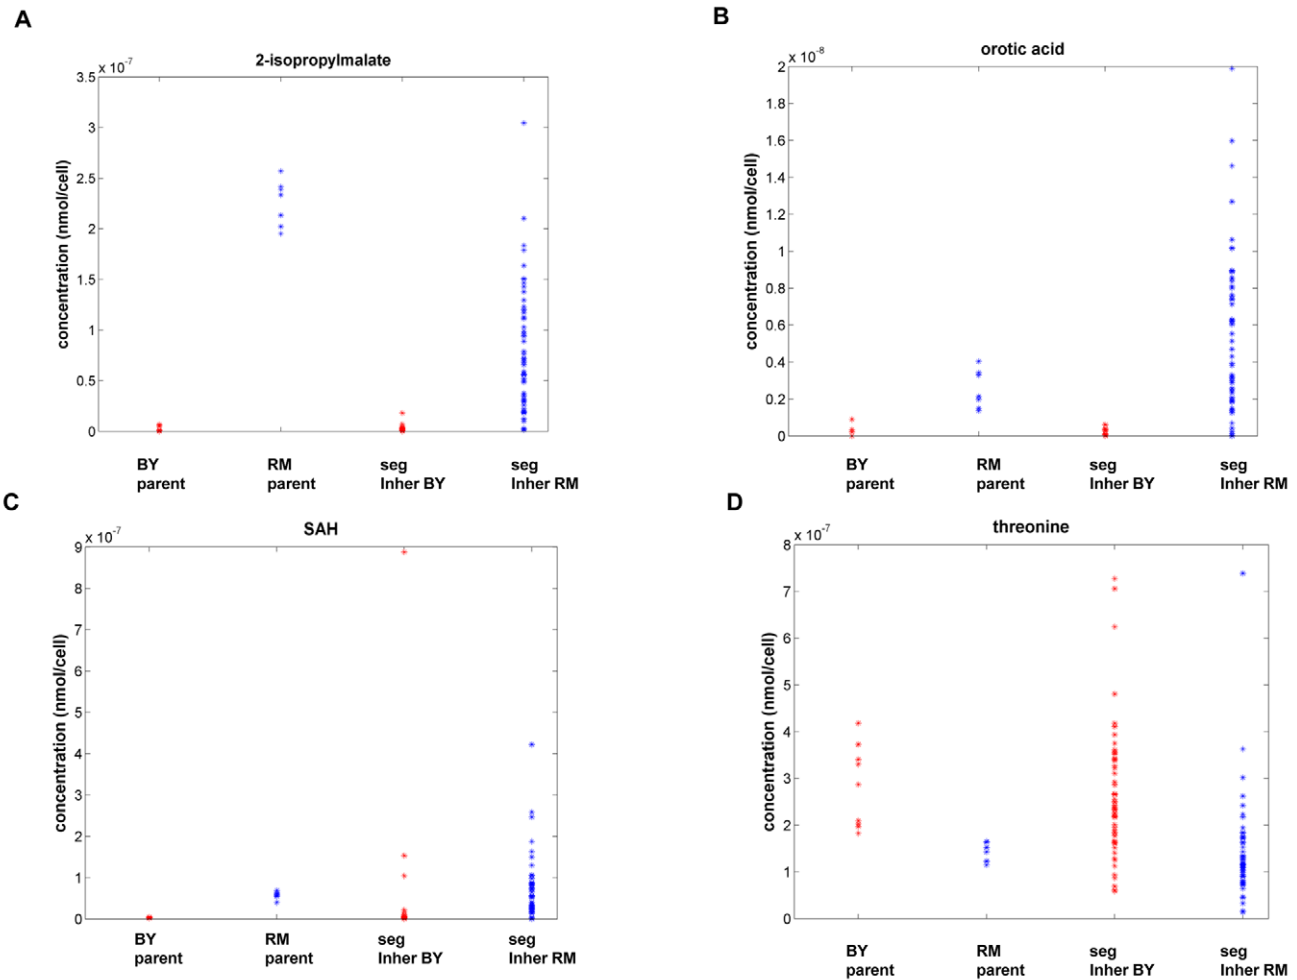 A
2-isopropylmalate
x 10-7
3.5
3
2.5
2
1.5
1
0.5
0
concentration (nmol/cell)
BY parent
RM parent
seg Inher BY
seg Inher RM
B
orotic acid
x 10-8
2
1.8
1.6
1.4
1.2
1
0.8
0.6
0.4
0.2
0
concentration (nmol/cell)
BY parent
RM parent
seg Inher BY
seg Inher RM
C
SAH
x 10-7
9
8
7
6
5
4
3
2
1
0
concentration (nmol/cell)
BY parent
RM parent
seg Inher BY
seg Inher RM
D
threonine
x 10-7
8
7
6
5
4
3
2
1
0
concentration (nmol/cell)
BY parent
RM parent
seg Inher BY
seg Inher RM